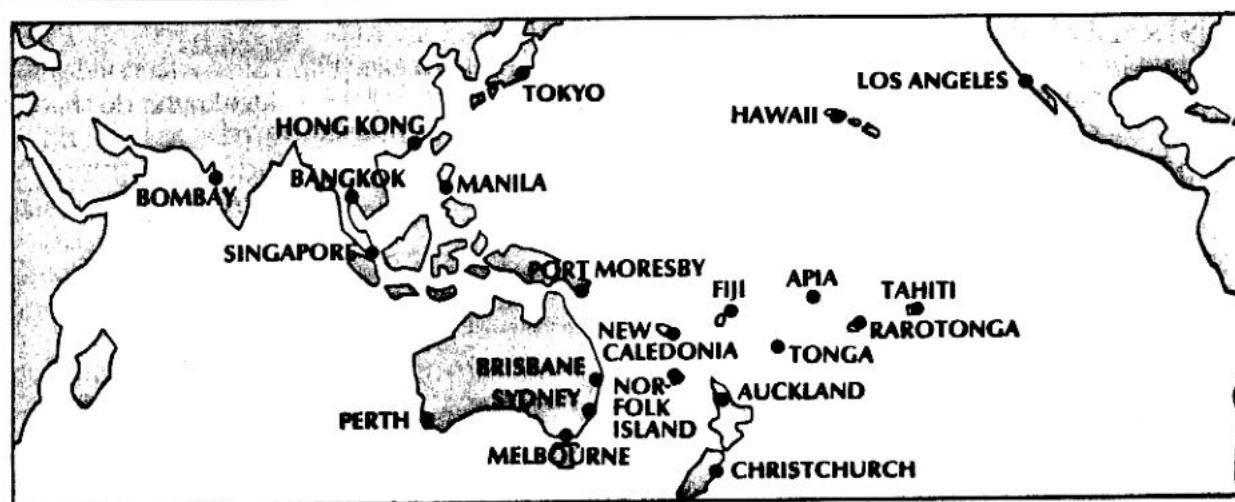 TOKYO
LOS ANGELES
HAWAII
HONG KONG
BANGKOK
MANILA
BOMBAY
SINGAPORE
PORT MORESBY
FIJI
APIA
TAHITI
NEW
CALEDONIA
RAROTONGA
TONGA
BRISBANE
SYDNEY
NOR-
FOLK
ISLAND
AUCKLAND
PERTH
MELBOURNE
CHRISTCHURCH